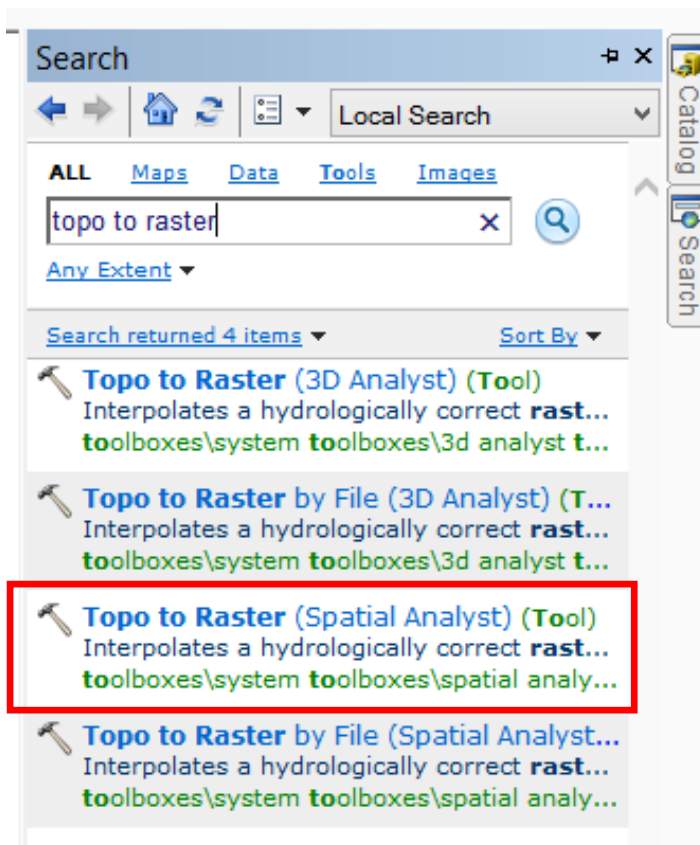 Search
Local Search
ALL Maps Data Tools Images
topo to raster
Any Extent
Search returned 4 items Sort By
Topo to Raster (3D Analyst) (Tool)
Interpolates a hydrologically correct rast...
toolboxes\system toolboxes\3d analyst t...
Topo to Raster by File (3D Analyst) (T...
Interpolates a hydrologically correct rast...
toolboxes\system toolboxes\3d analyst t...
Topo to Raster (Spatial Analyst) (Tool)
Interpolates a hydrologically correct rast...
toolboxes\system toolboxes\spatial analy...
Topo to Raster by File (Spatial Analyst...
Interpolates a hydrologically correct rast...
toolboxes\system toolboxes\spatial analy...
Catalog
Search